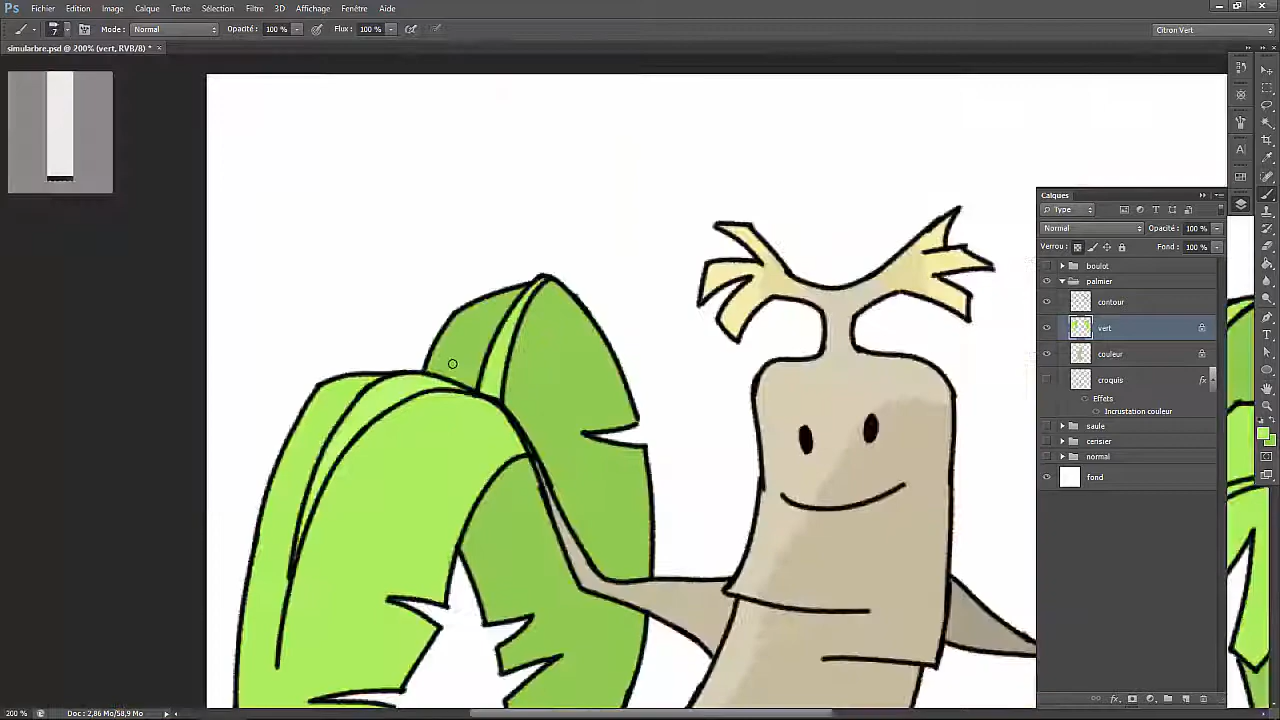 Ps Fichier Edition Image Calque Texte Sélection Filtre 3D Affichage Fenêtre Aide
7 Mode : Normal Opacité : 100 % Flux : 100 % Citron Vert
simularbre.psd @ 200% (vert, RVB/8) * ×
Calques
Type
Normal Opacité : 100 %
Verrou : Fond : 100 %
boulot
palmier
contour
vert
couleur
croquis fx
Effets
Incrustation couleur
saule
cerisier
normal
fond
200 % Doc : 2,86 Mo/58,9 Mo